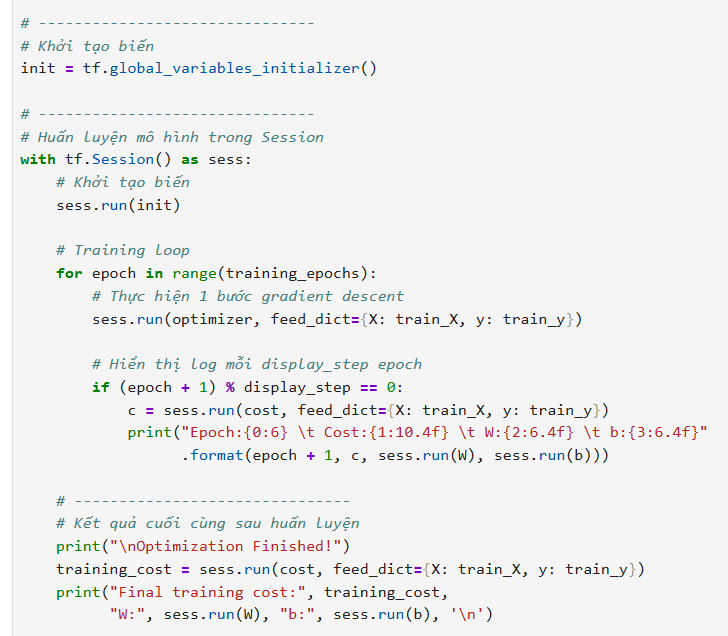 # -------------------------------
# Khởi tạo biến
init = tf.global_variables_initializer()
# -------------------------------
# Huấn luyện mô hình trong Session
with tf.Session() as sess:
    # Khởi tạo biến
    sess.run(init)
    # Training loop
    for epoch in range(training_epochs):
        # Thực hiện 1 bước gradient descent
        sess.run(optimizer, feed_dict={X: train_X, y: train_y})
        # Hiển thị log mỗi display_step epoch
        if (epoch + 1) % display_step == 0:
            c = sess.run(cost, feed_dict={X: train_X, y: train_y})
            print("Epoch:{0:6} \t Cost:{1:10.4f} \t W:{2:6.4f} \t b:{3:6.4f}"
                  .format(epoch + 1, c, sess.run(W), sess.run(b)))
    # -------------------------------
    # Kết quả cuối cùng sau huấn luyện
    print("\nOptimization Finished!")
    training_cost = sess.run(cost, feed_dict={X: train_X, y: train_y})
    print("Final training cost:", training_cost,
          "W:", sess.run(W), "b:", sess.run(b), '\n')